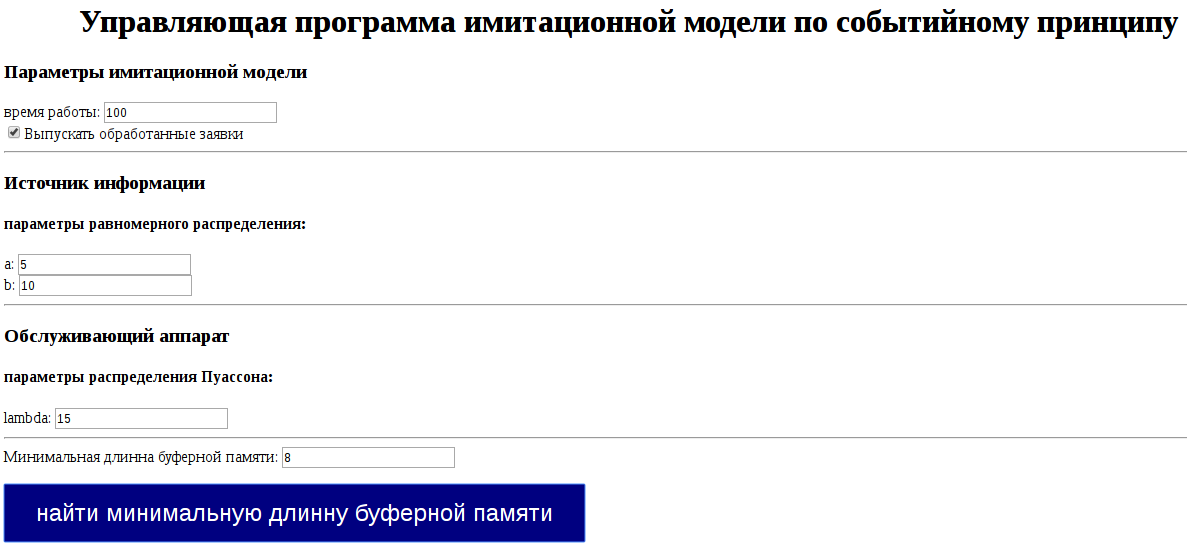 Управляющая программа имитационной модели по событийному принципу
Параметры имитационной модели
время работы: 100
Выпускать обработанные заявки
Источник информации
параметры равномерного распределения:
a: 5
b: 10
Обслуживающий аппарат
параметры распределения Пуассона:
lambda: 15
Минимальная длинна буферной памяти: 8
найти минимальную длинну буферной памяти